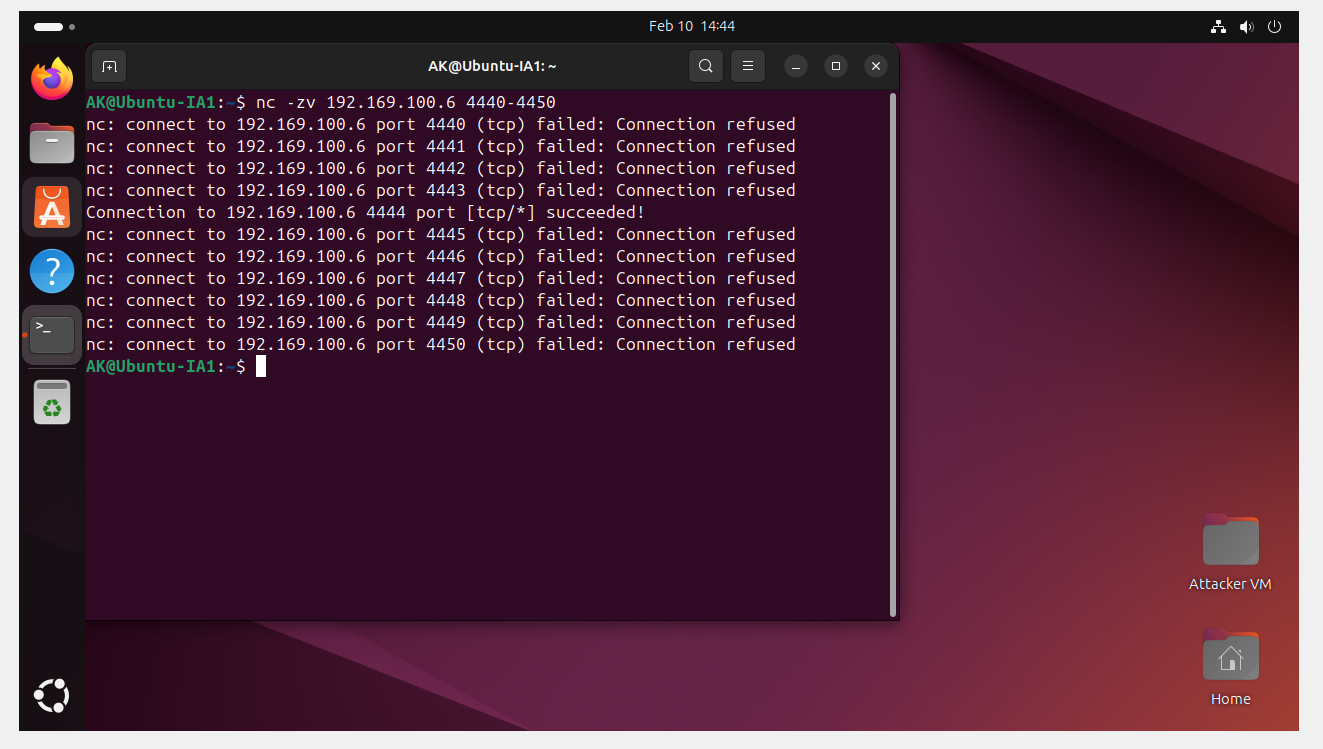 Feb 10 14:44
AK@Ubuntu-IA1: ~
AK@Ubuntu-IA1:~$ nc -zv 192.169.100.6 4440-4450
nc: connect to 192.169.100.6 port 4440 (tcp) failed: Connection refused
nc: connect to 192.169.100.6 port 4441 (tcp) failed: Connection refused
nc: connect to 192.169.100.6 port 4442 (tcp) failed: Connection refused
nc: connect to 192.169.100.6 port 4443 (tcp) failed: Connection refused
Connection to 192.169.100.6 4444 port [tcp/*] succeeded!
nc: connect to 192.169.100.6 port 4445 (tcp) failed: Connection refused
nc: connect to 192.169.100.6 port 4446 (tcp) failed: Connection refused
nc: connect to 192.169.100.6 port 4447 (tcp) failed: Connection refused
nc: connect to 192.169.100.6 port 4448 (tcp) failed: Connection refused
nc: connect to 192.169.100.6 port 4449 (tcp) failed: Connection refused
nc: connect to 192.169.100.6 port 4450 (tcp) failed: Connection refused
AK@Ubuntu-IA1:~$
Attacker VM
Home